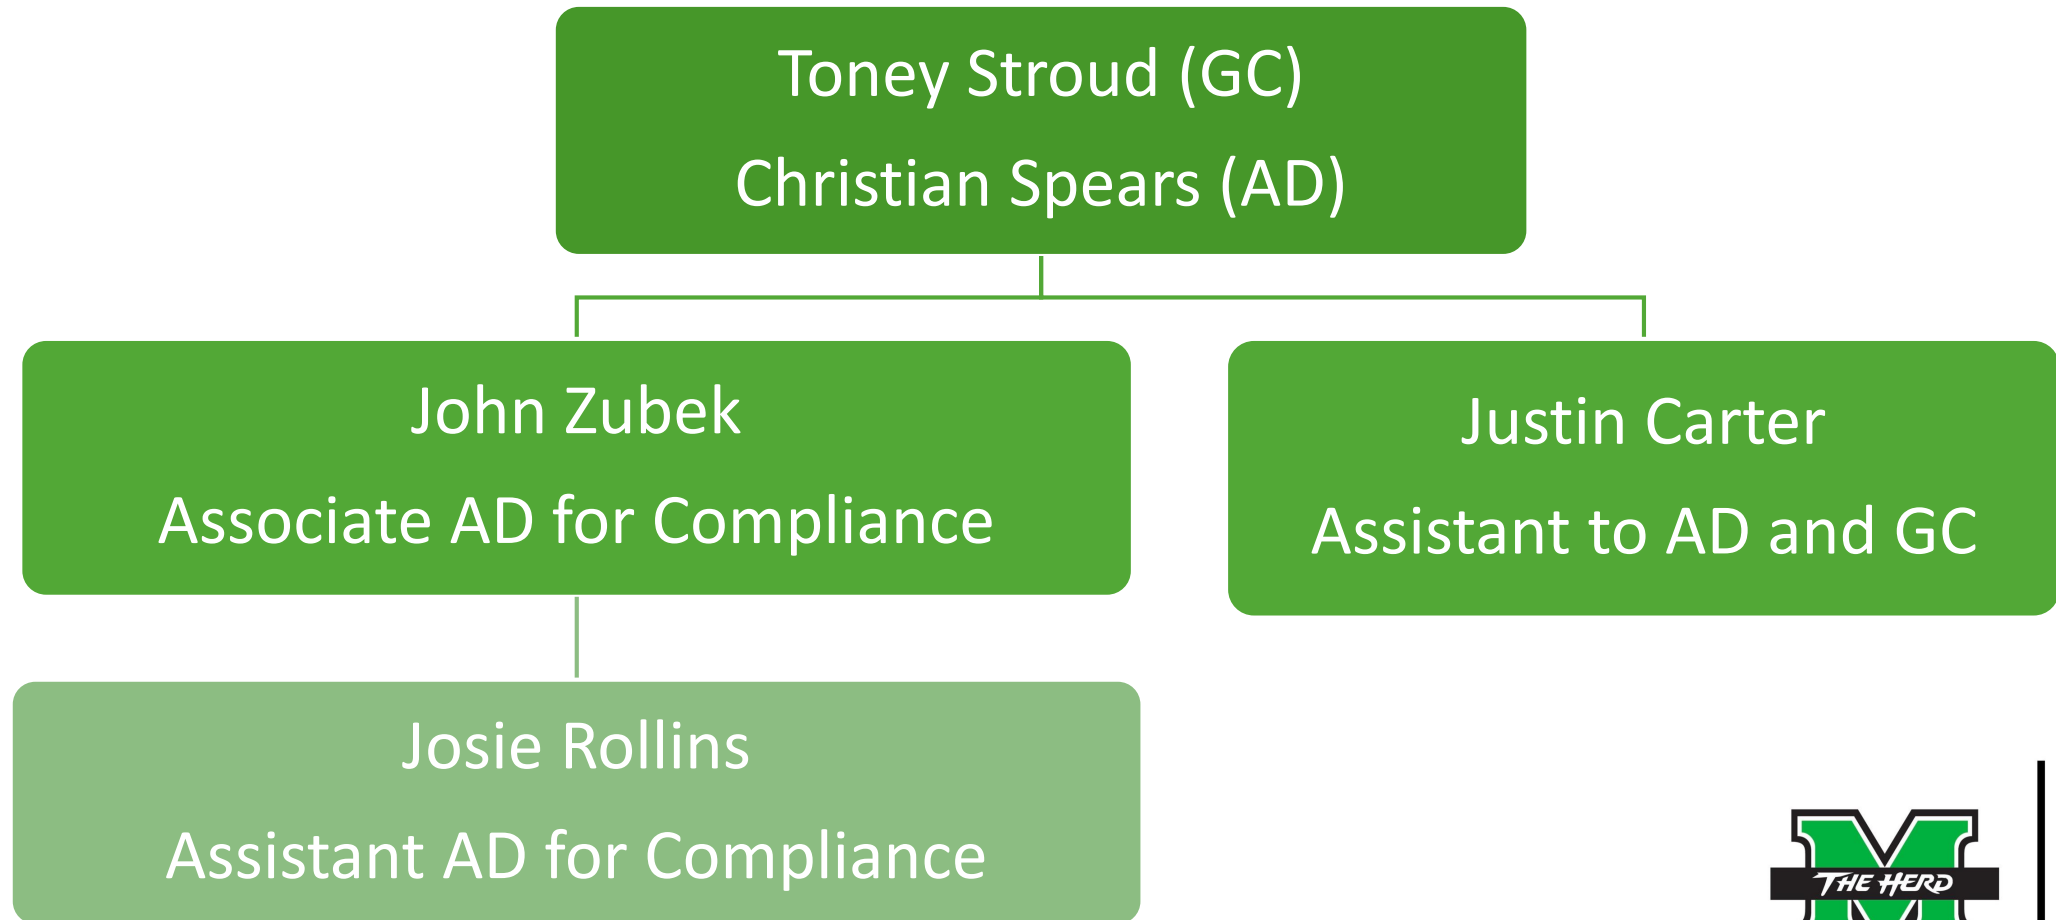 Toney Stroud (GC)
Christian Spears (AD)
John Zubek
Associate AD for Compliance
Justin Carter
Assistant to AD and GC
Josie Rollins
Assistant AD for Compliance
THE HERD